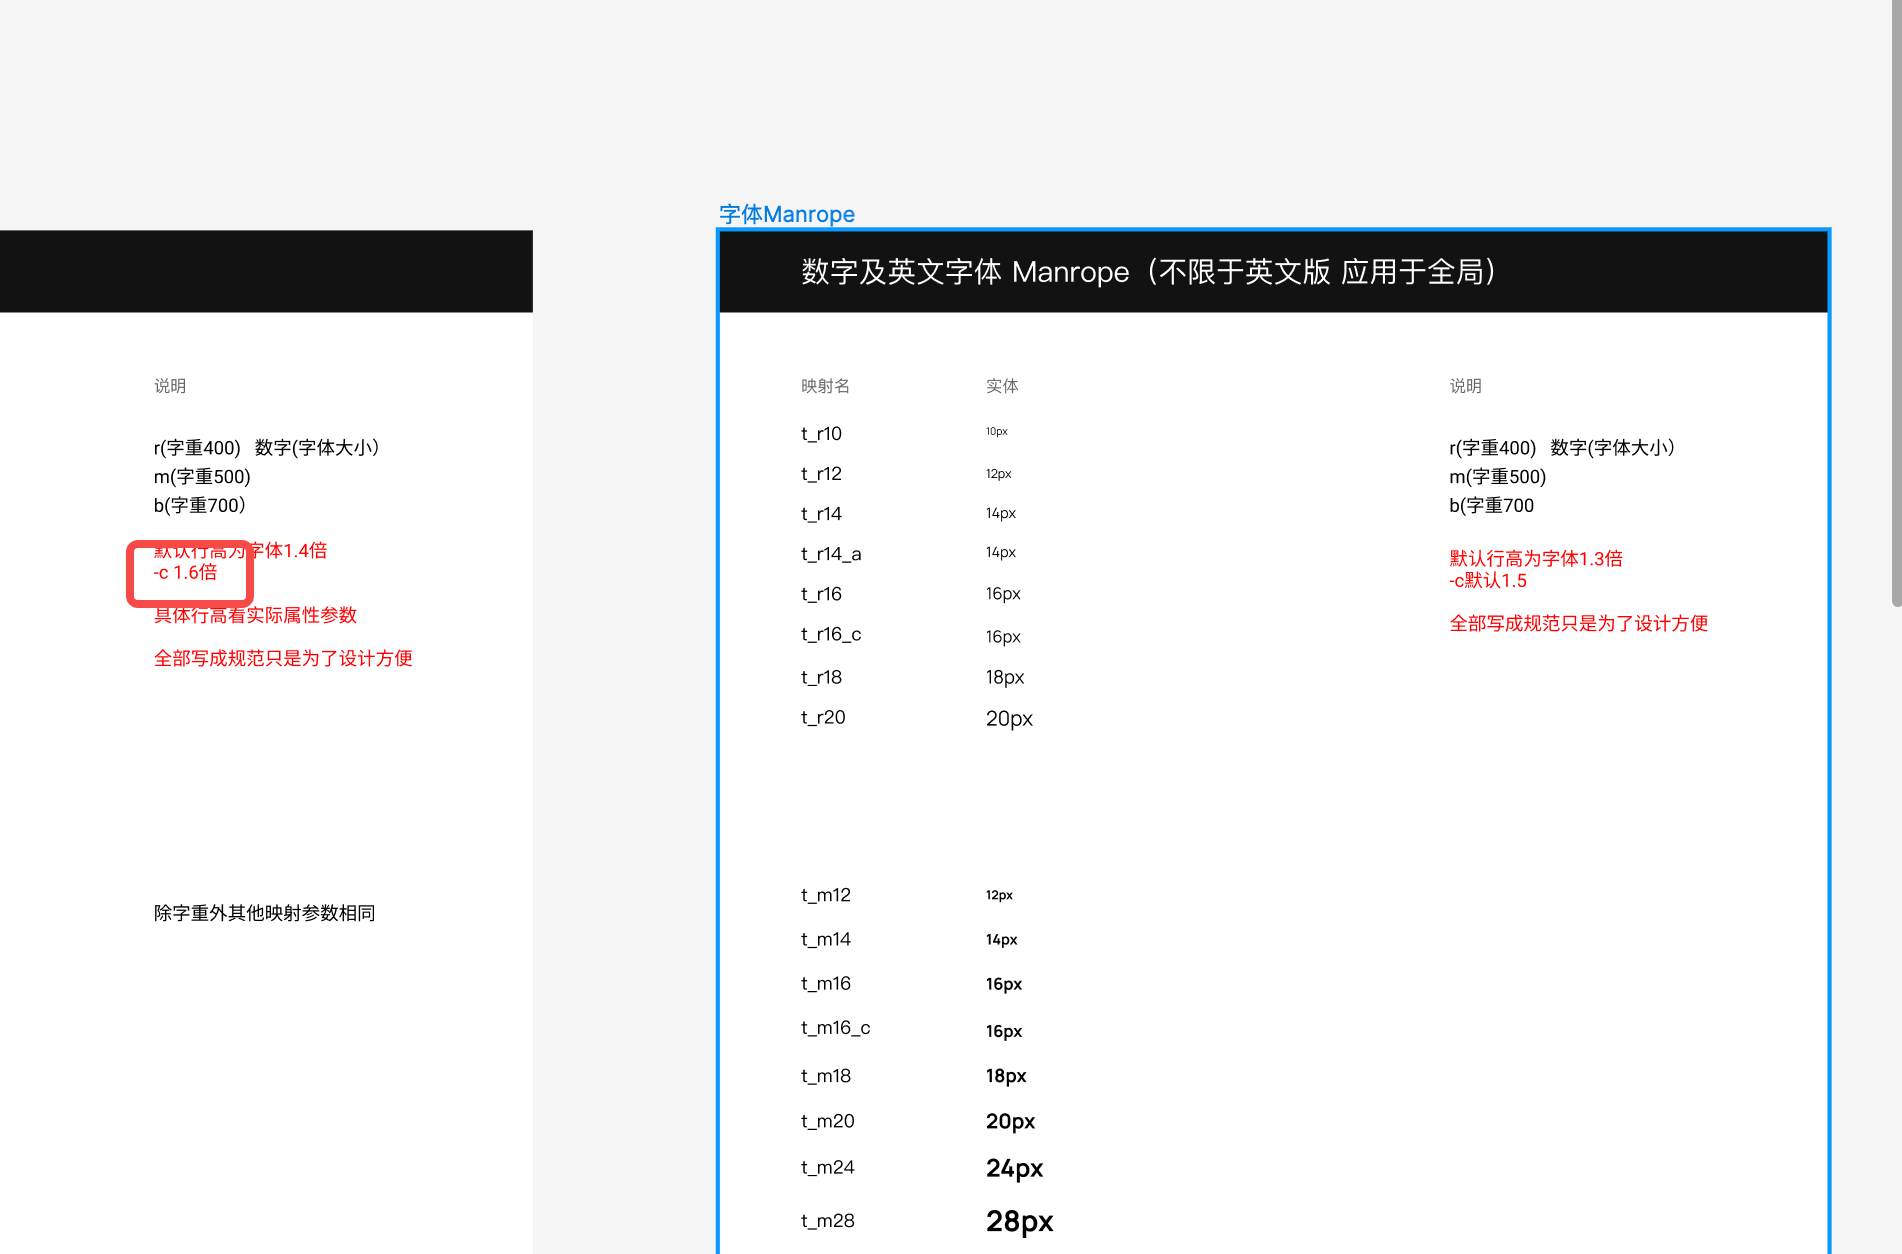 说明
r(字重400) 数字(字体大小）
m(字重500)
b(字重700）
默认行高为字体1.4倍
-c 1.6倍
具体行高看实际属性参数
全部写成规范只是为了设计方便
除字重外其他映射参数相同
字体Manrope
数字及英文字体 Manrope（不限于英文版 应用于全局）
映射名 实体 说明
t_r10 10px
t_r12 12px
t_r14 14px
t_r14_a 14px
t_r16 16px
t_r16_c 16px
t_r18 18px
t_r20 20px
r(字重400) 数字(字体大小）
m(字重500)
b(字重700
默认行高为字体1.3倍
-c默认1.5
全部写成规范只是为了设计方便
t_m12 12px
t_m14 14px
t_m16 16px
t_m16_c 16px
t_m18 18px
t_m20 20px
t_m24 24px
t_m28 28px